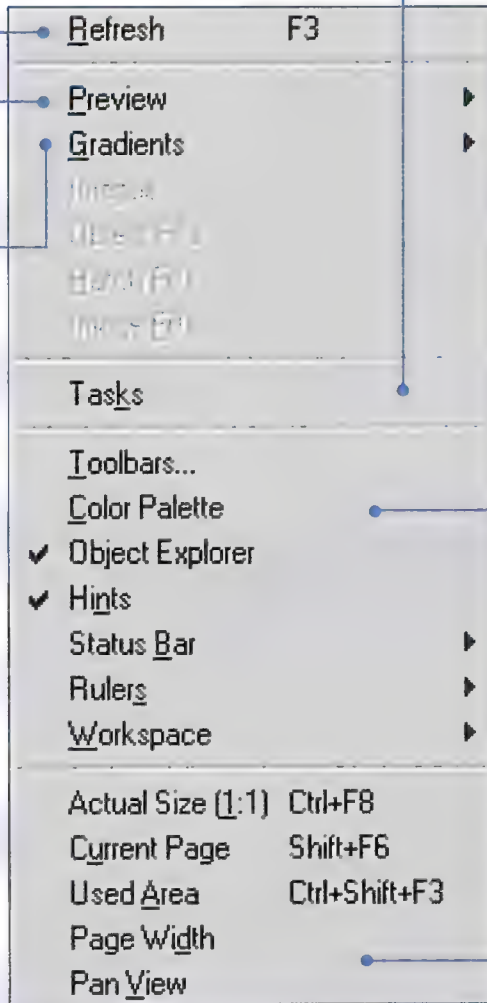 Refresh F3
Preview
Gradients
Tasks
Toolbars...
Color Palette
Object Explorer
Hints
Status Bar
Rulers
Workspace
Actual Size (1:1) Ctrl+F8
Current Page Shift+F6
Used Area Ctrl+Shift+F3
Page Width
Pan View